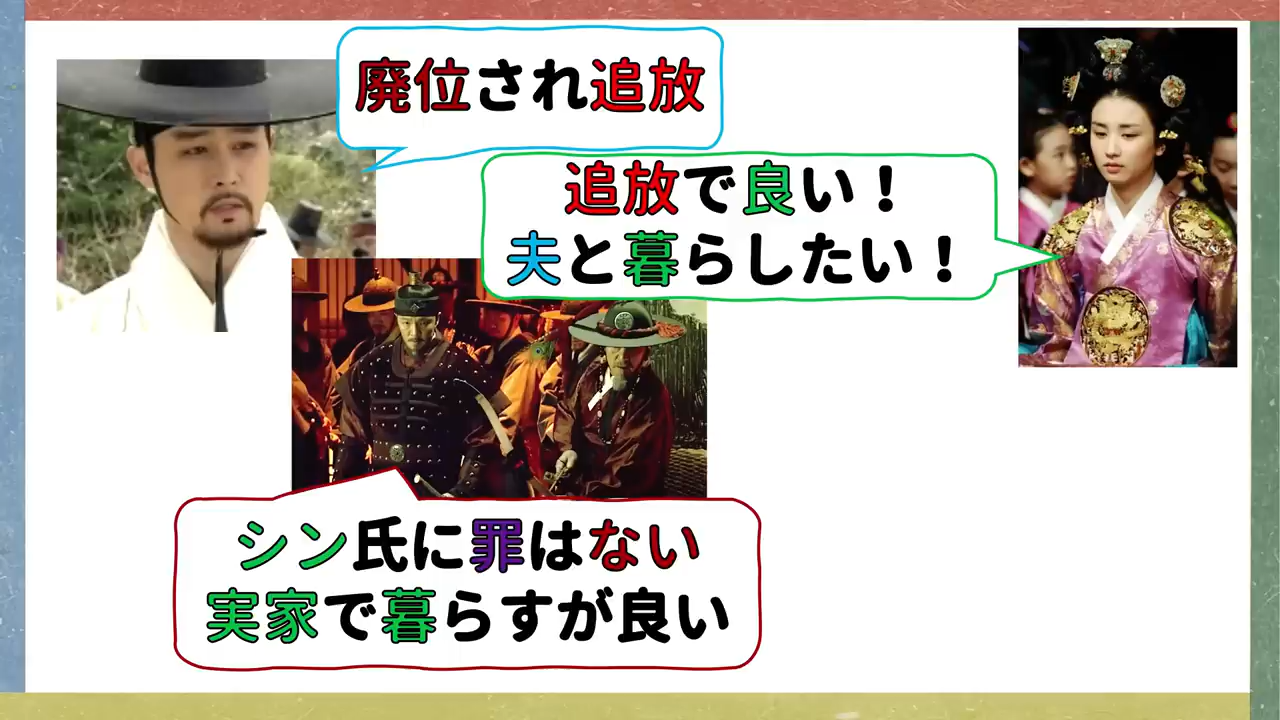 廃位され追放
追放で良い！
夫と暮らしたい！
シン氏に罪はない
実家で暮らすが良い